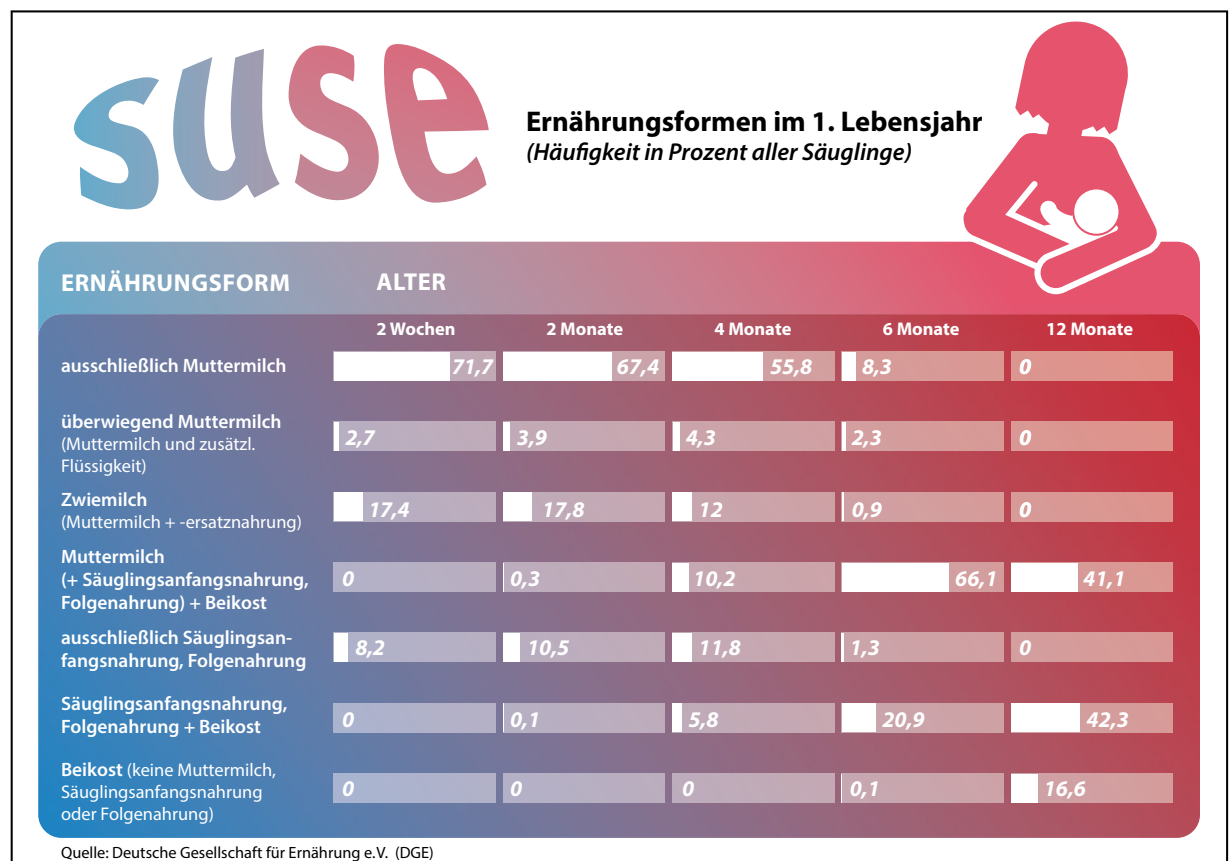 suse
Ernährungsformen im 1. Lebensjahr
(Häufigkeit in Prozent aller Säuglinge)
ERNÄHRUNGSFORM ALTER
2 Wochen 2 Monate 4 Monate 6 Monate 12 Monate
ausschließlich Muttermilch 71,7 67,4 55,8 8,3 0
überwiegend Muttermilch
(Muttermilch und zusätzl. 2,7 3,9 4,3 2,3 0
Flüssigkeit)
Zwiemilch
(Muttermilch + -ersatznahrung) 17,4 17,8 12 0,9 0
Muttermilch
(+ Säuglingsanfangsnahrung, 0 0,3 10,2 66,1 41,1
Folgenahrung) + Beikost
ausschließlich Säuglingsan-
fangsnahrung, Folgenahrung 8,2 10,5 11,8 1,3 0
Säuglingsanfangsnahrung,
Folgenahrung + Beikost 0 0,1 5,8 20,9 42,3
Beikost (keine Muttermilch,
Säuglingsanfangsnahrung 0 0 0 0,1 16,6
oder Folgenahrung)
Quelle: Deutsche Gesellschaft für Ernährung e.V. (DGE)